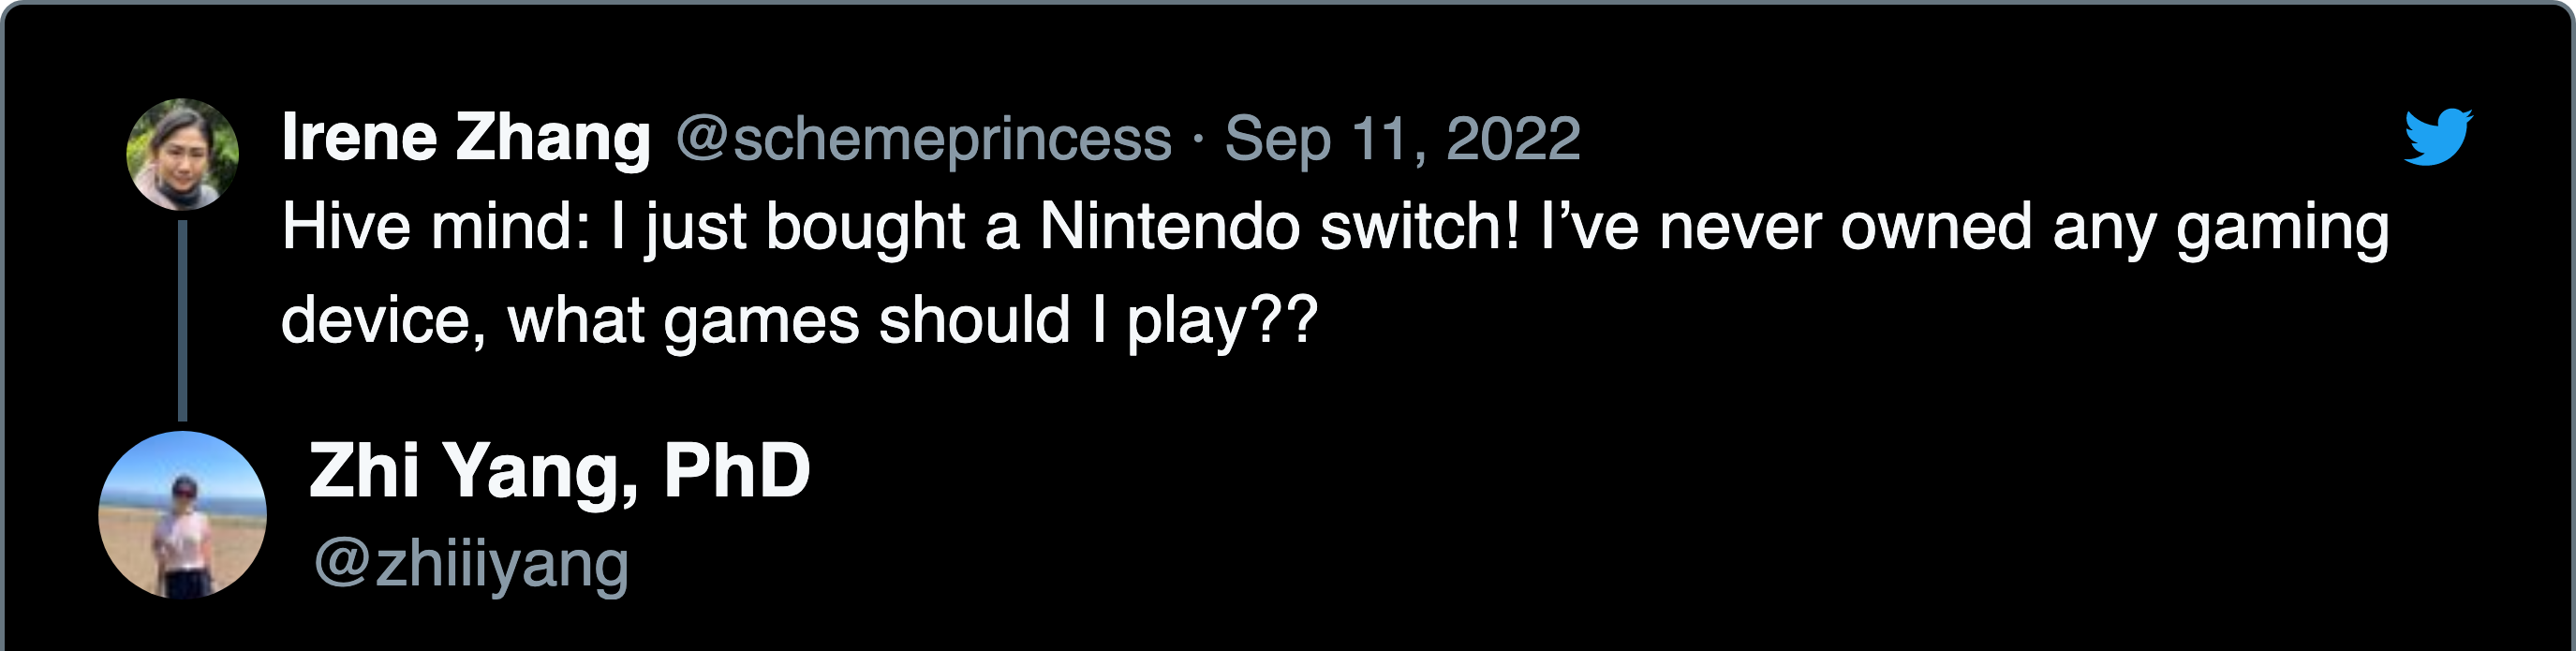 Irene Zhang @schemeprincess · Sep 11, 2022
Hive mind: I just bought a Nintendo switch! I’ve never owned any gaming
device, what games should I play??
Zhi Yang, PhD
@zhiiiyang